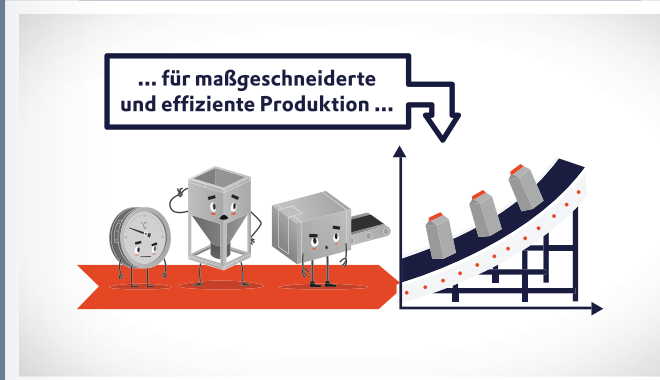 ... für maßgeschneiderte
und effiziente Produktion ...
°C